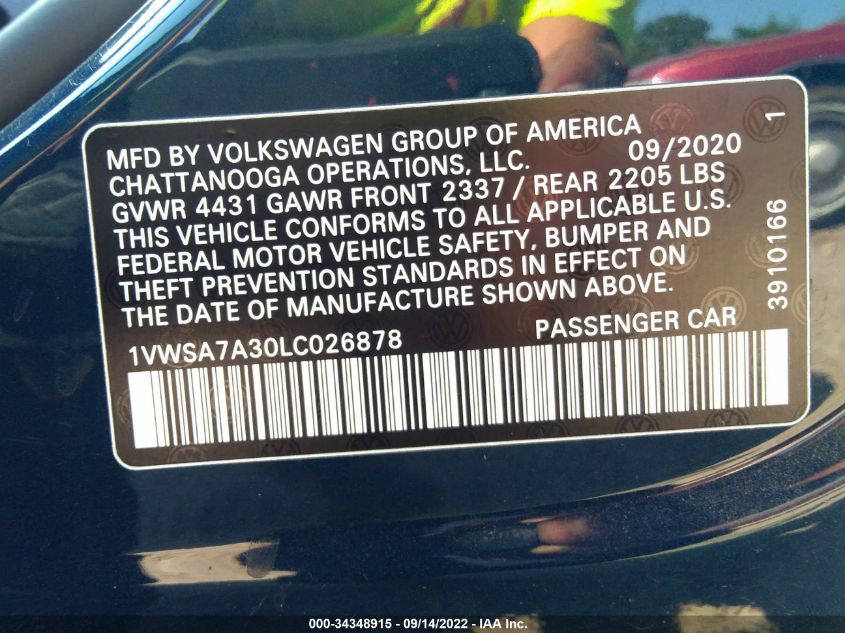 MFD BY VOLKSWAGEN GROUP OF AMERICA
CHATTANOOGA OPERATIONS, LLC. 09/2020
GVWR 4431 GAWR FRONT 2337 / REAR 2205 LBS
THIS VEHICLE CONFORMS TO ALL APPLICABLE U.S.
FEDERAL MOTOR VEHICLE SAFETY, BUMPER AND
THEFT PREVENTION STANDARDS IN EFFECT ON
THE DATE OF MANUFACTURE SHOWN ABOVE.
1VWSA7A30LC026878 PASSENGER CAR
3910166 1
000-34348915 - 09/14/2022 - IAA Inc.